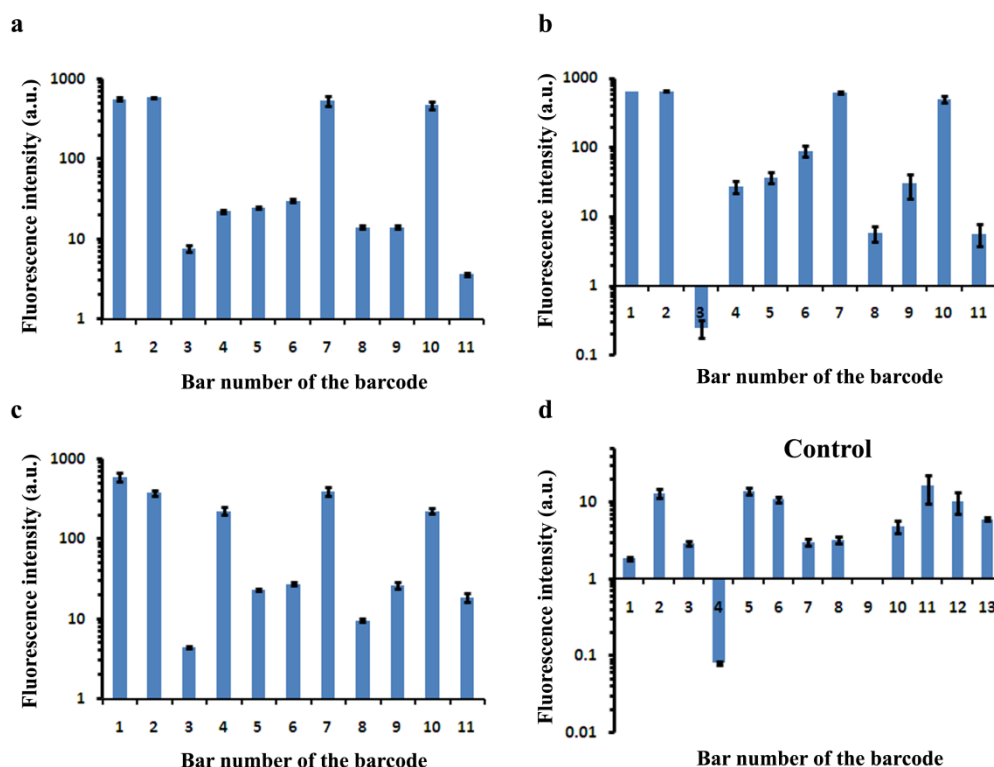 a
Fluorescence intensity (a.u.)
1000
100
10
1
1 2 3 4 5 6 7 8 9 10 11
Bar number of the barcode
b
Fluorescence intensity (a.u.)
1000
100
10
1
0.1
1 2 3 4 5 6 7 8 9 10 11
Bar number of the barcode
c
Fluorescence intensity (a.u.)
1000
100
10
1
1 2 3 4 5 6 7 8 9 10 11
Bar number of the barcode
d
Control
Fluorescence intensity (a.u.)
10
1
0.1
0.01
1 2 3 4 5 6 7 8 9 10 11 12 13
Bar number of the barcode